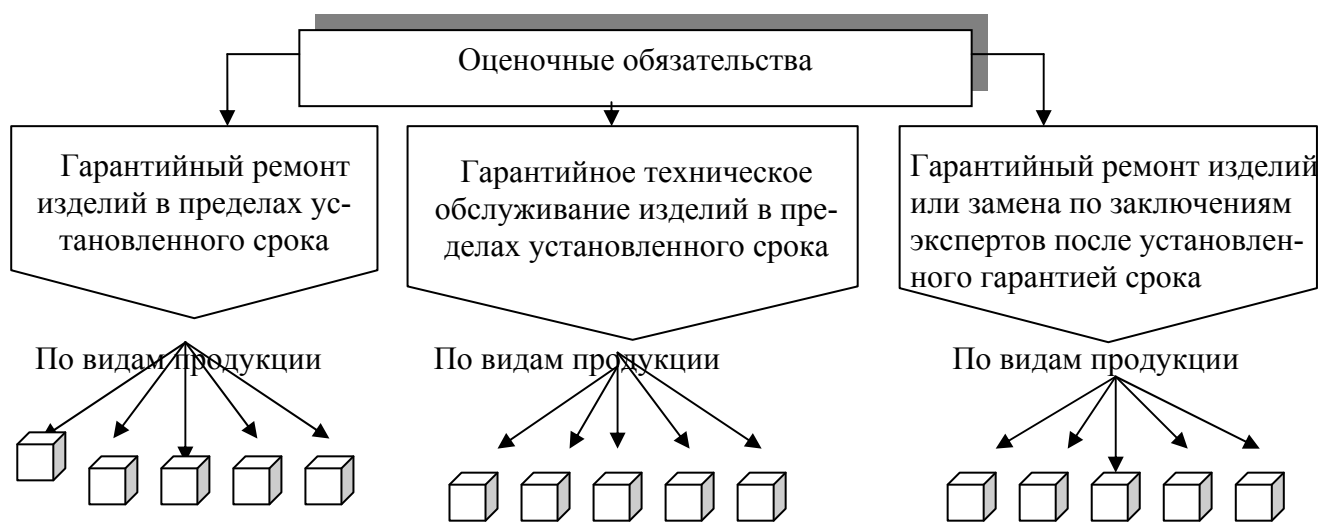 Оценочные обязательства
Гарантийный ремонт
изделий в пределах ус-
тановленного срока
Гарантийное техническое
обслуживание изделий в пре-
делах установленного срока
Гарантийный ремонт изделий
или замена по заключениям
экспертов после установлен-
ного гарантией срока
По видам продукции
По видам продукции
По видам продукции